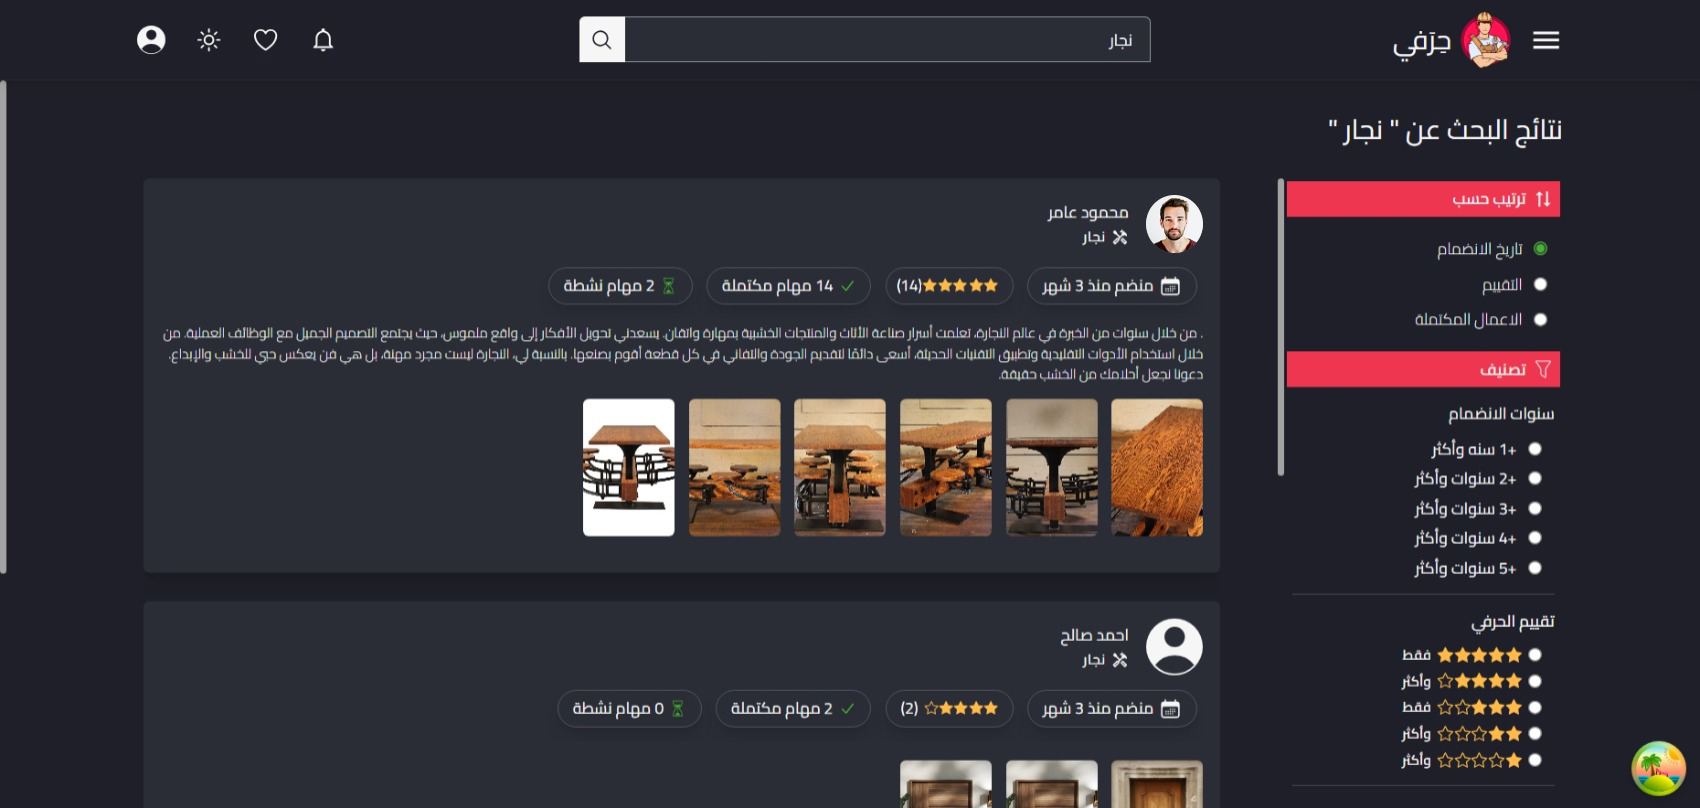 حِرَفي
نجار
نتائج البحث عن " نجار "
ترتيب حسب
تاريخ الانضمام
التقييم
الاعمال المكتملة
تصنيف
سنوات الانضمام
+1 سنه وأكثر
+2 سنوات وأكثر
+3 سنوات وأكثر
+4 سنوات وأكثر
+5 سنوات وأكثر
تقييم الحرفي
فقط
وأكثر
فقط
وأكثر
وأكثر
محمود عامر
نجار
منضم منذ 3 شهر
(14)
14 مهام مكتملة
2 مهام نشطة
. من خلال سنوات من الخبرة في عالم النجارة، تعلمت أسرار صناعة الأثاث والمنتجات الخشبية بمهارة واتقان. يسعدني تحويل الأفكار إلى واقع ملموس، حيث يجتمع التصميم الجميل مع الوظائف العملية. من
خلال استخدام الأدوات التقليدية وتطبيق التقنيات الحديثة، أسعى دائمًا لتقديم الجودة والتفاني في كل قطعة أقوم بصنعها. بالنسبة لي، النجارة ليست مجرد مهنة، بل هي فن يعكس حبي للخشب والإبداع.
دعونا نجعل أحلامك من الخشب حقيقة.
احمد صالح
نجار
منضم منذ 3 شهر
(2)
2 مهام مكتملة
0 مهام نشطة